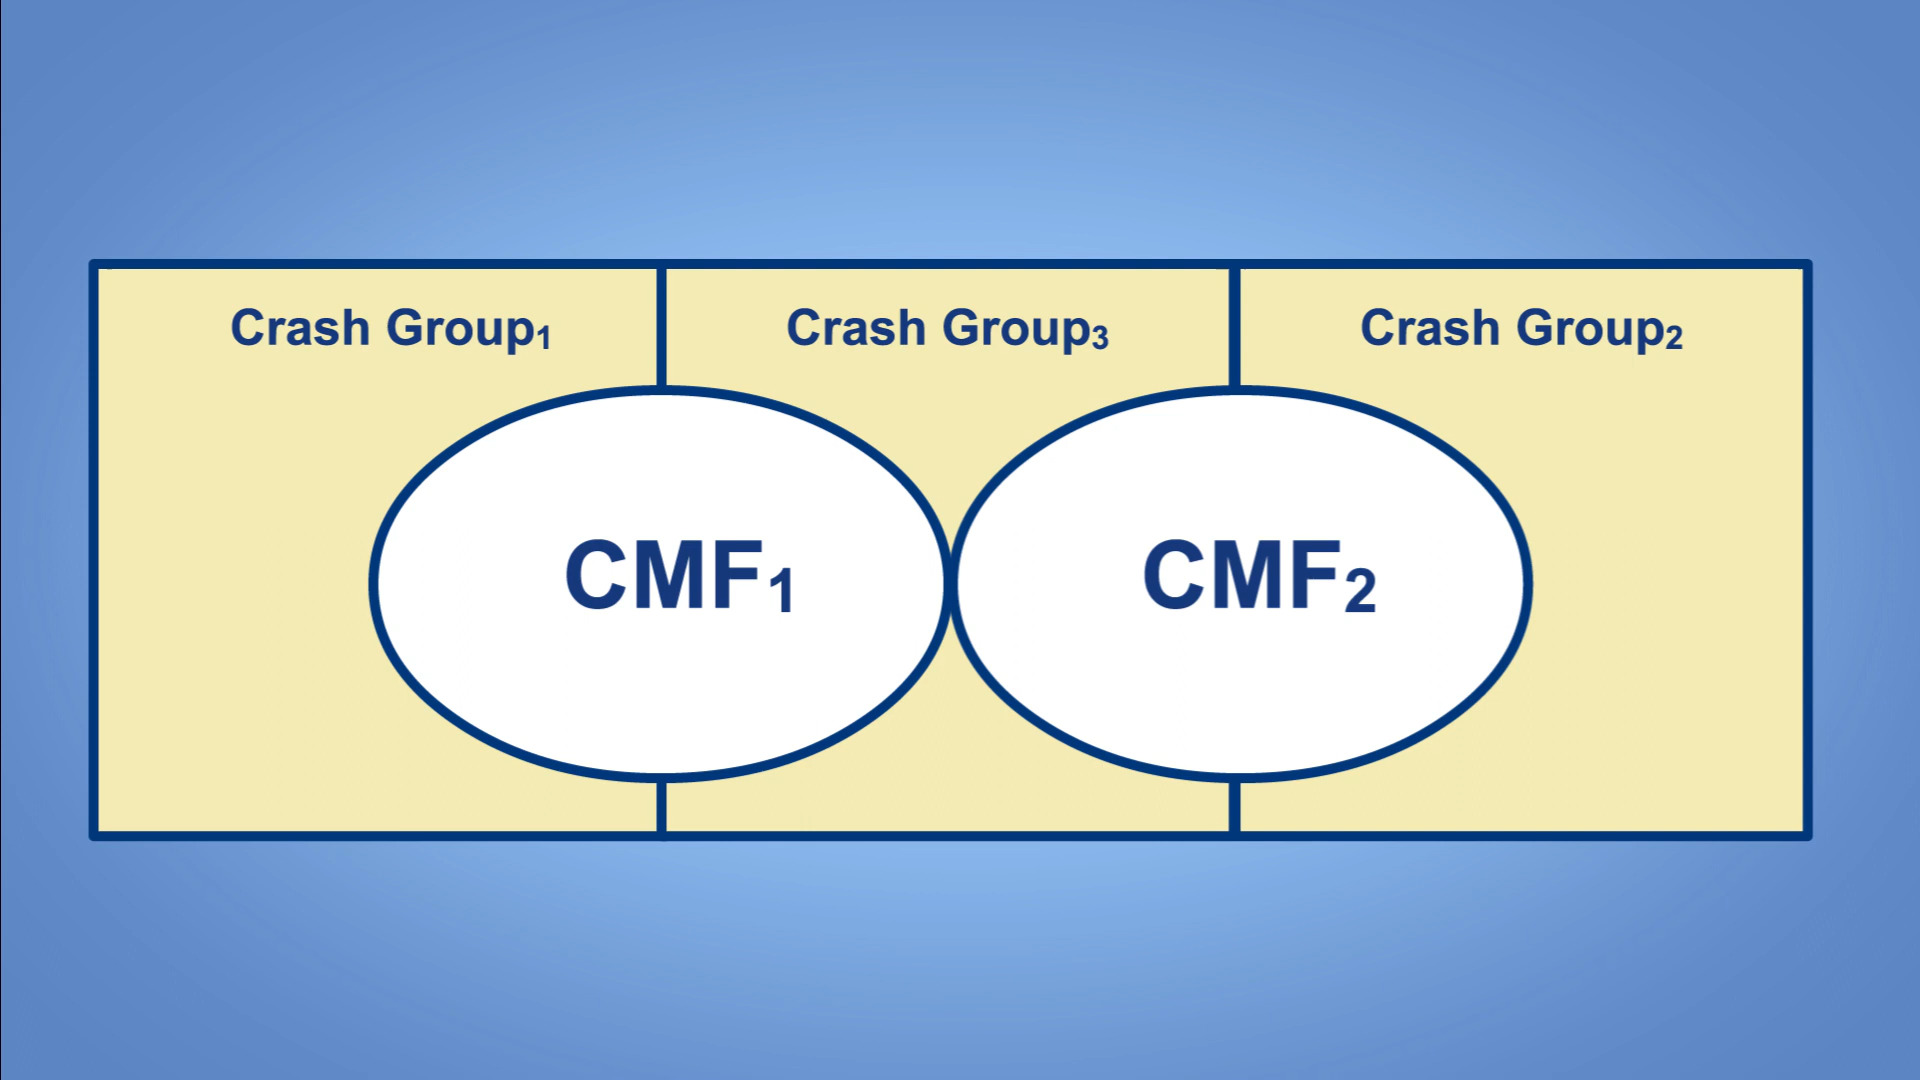 Crash Group₁
Crash Group₃
Crash Group₂
CMF₁
CMF₂